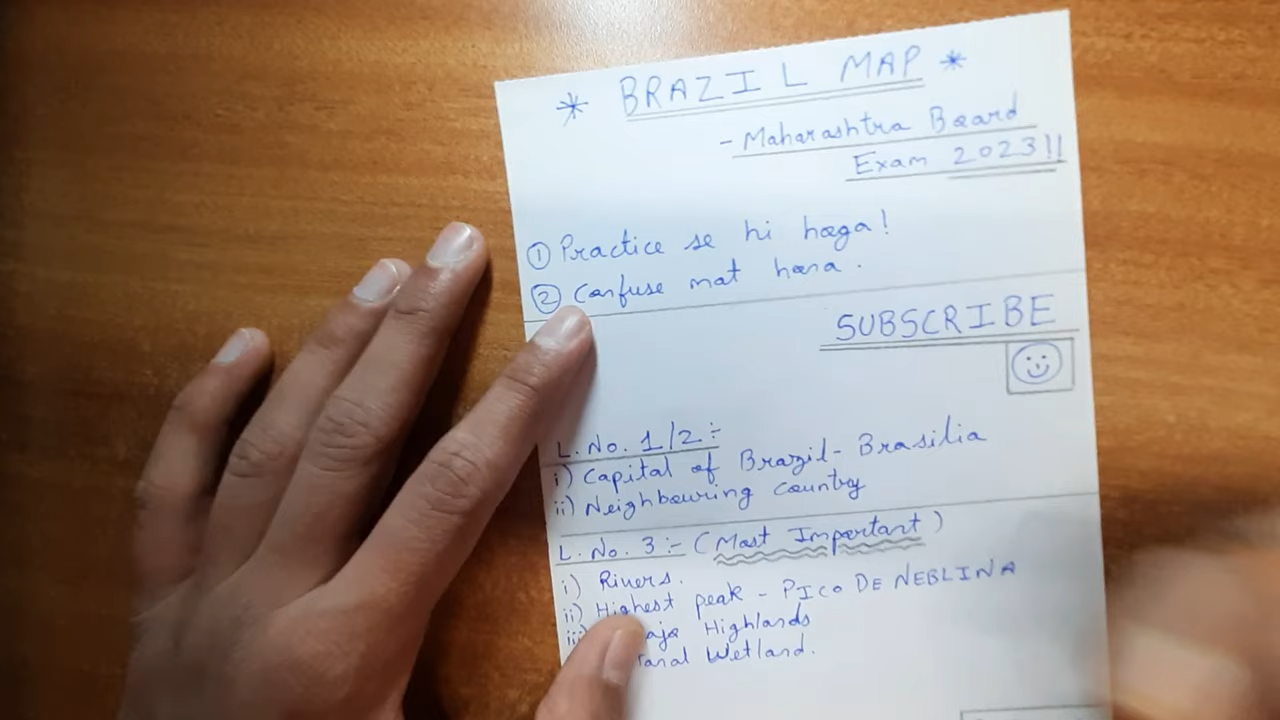 * BRAZIL MAP *
- Maharashtra Board
Exam 2023!!
① Practice se hi hoga!
② Confuse mat hona.
SUBSCRIBE
L. No. 1/2 :-
i) Capital of Brazil - Brasilia
ii) Neighbouring country
L. No. 3 :- (Most Important)
i) Rivers.
ii) Highest peak - PICO DE NEBLINA
Highlands
Wetland.